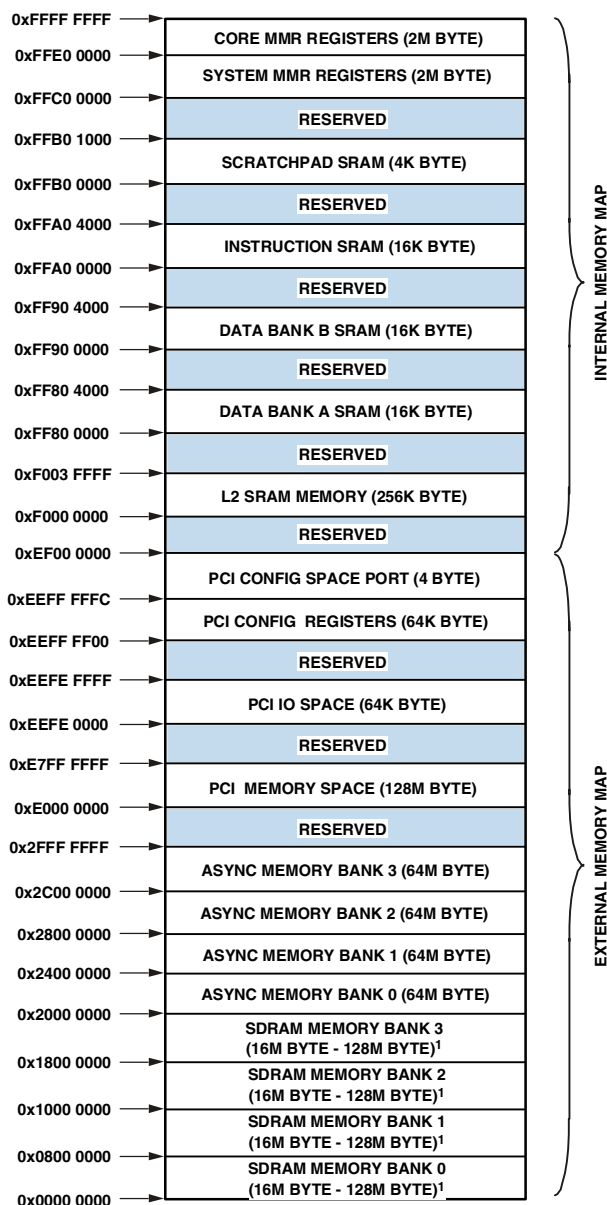 0xFFFF FFFF
CORE MMR REGISTERS (2M BYTE)
0xFFE0 0000
SYSTEM MMR REGISTERS (2M BYTE)
0xFFC0 0000
RESERVED
0xFFB0 1000
SCRATCHPAD SRAM (4K BYTE)
0xFFB0 0000
RESERVED
0xFFA0 4000
INSTRUCTION SRAM (16K BYTE)
0xFFA0 0000
RESERVED
0xFF90 4000
DATA BANK B SRAM (16K BYTE)
0xFF90 0000
RESERVED
0xFF80 4000
DATA BANK A SRAM (16K BYTE)
0xFF80 0000
RESERVED
0xF003 FFFF
L2 SRAM MEMORY (256K BYTE)
0xF000 0000
RESERVED
0xEF00 0000
INTERNAL MEMORY MAP
PCI CONFIG SPACE PORT (4 BYTE)
0xEEFF FFFC
PCI CONFIG REGISTERS (64K BYTE)
0xEEFF FF00
RESERVED
0xEEFE FFFF
PCI IO SPACE (64K BYTE)
0xEEFE 0000
RESERVED
0xE7FF FFFF
PCI MEMORY SPACE (128M BYTE)
0xE000 0000
RESERVED
0x2FFF FFFF
ASYNC MEMORY BANK 3 (64M BYTE)
0x2C00 0000
ASYNC MEMORY BANK 2 (64M BYTE)
0x2800 0000
ASYNC MEMORY BANK 1 (64M BYTE)
0x2400 0000
ASYNC MEMORY BANK 0 (64M BYTE)
0x2000 0000
SDRAM MEMORY BANK 3
(16M BYTE - 128M BYTE)¹
0x1800 0000
SDRAM MEMORY BANK 2
(16M BYTE - 128M BYTE)¹
0x1000 0000
SDRAM MEMORY BANK 1
(16M BYTE - 128M BYTE)¹
0x0800 0000
SDRAM MEMORY BANK 0
(16M BYTE - 128M BYTE)¹
0x0000 0000
EXTERNAL MEMORY MAP